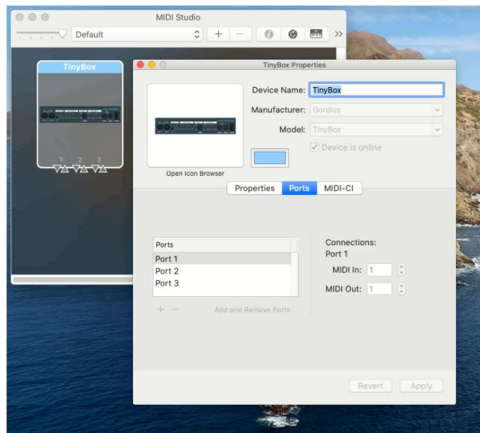 MIDI Studio
Default
TinyBox
1 2 3
TinyBox Properties
Device Name: TinyBox
Manufacturer: Gordius
Model: TinyBox
Device is online
Open Icon Browser
Properties Ports MIDI-CI
Ports
Port 1
Port 2
Port 3
Add and Remove Ports
Connections:
Port 1
MIDI In: 1
MIDI Out: 1
Revert Apply